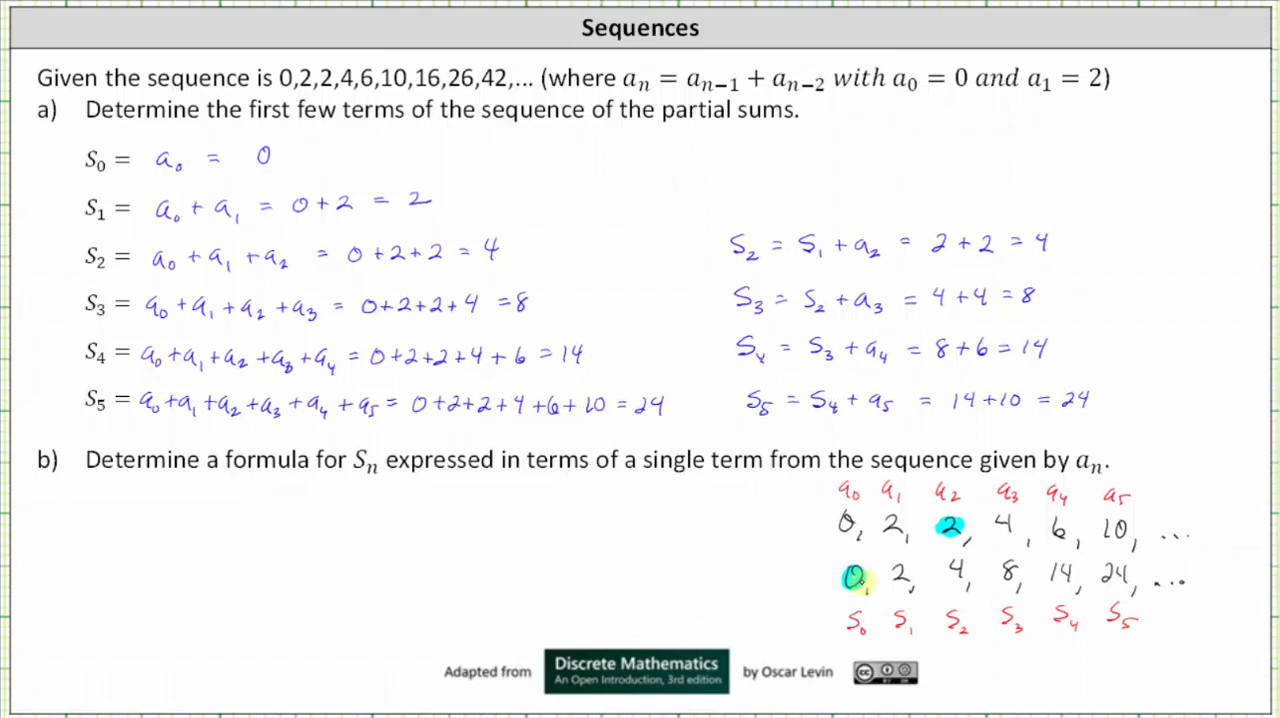 Sequences
Given the sequence is 0,2,2,4,6,10,16,26,42,... (where aₙ = aₙ₋₁ + aₙ₋₂ with a₀ = 0 and a₁ = 2)
a) Determine the first few terms of the sequence of the partial sums.
S₀ = a₀ = 0
S₁ = a₀ + a₁ = 0+2 = 2
S₂ = a₀ + a₁ + a₂ = 0+2+2 = 4
S₂ = S₁ + a₂ = 2+2 = 4
S₃ = a₀ + a₁ + a₂ + a₃ = 0+2+2+4 = 8
S₃ = S₂ + a₃ = 4+4 = 8
S₄ = a₀ + a₁ + a₂ + a₃ + a₄ = 0+2+2+4+6 = 14
S₄ = S₃ + a₄ = 8+6 = 14
S₅ = a₀ + a₁ + a₂ + a₃ + a₄ + a₅ = 0+2+2+4+6+10 = 24
S₅ = S₄ + a₅ = 14+10 = 24
b) Determine a formula for Sₙ expressed in terms of a single term from the sequence given by aₙ.
a₀ a₁ a₂ a₃ a₄ a₅
0, 2, 2, 4, 6, 10, ...
0, 2, 4, 8, 14, 24, ...
S₀ S₁ S₂ S₃ S₄ S₅
Adapted from Discrete Mathematics by Oscar Levin
An Open Introduction, 3rd edition
cc BY SA